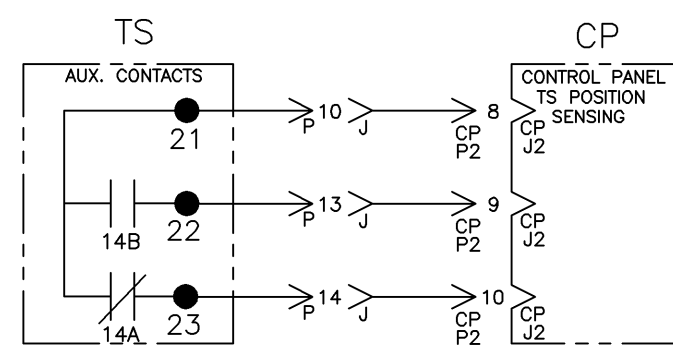 TS
CP
AUX. CONTACTS
CONTROL PANEL
TS POSITION
SENSING
21
P
10
J
CP
P2
8
CP
J2
14B
22
P
13
J
CP
P2
9
CP
J2
14A
23
P
14
J
CP
P2
10
CP
J2